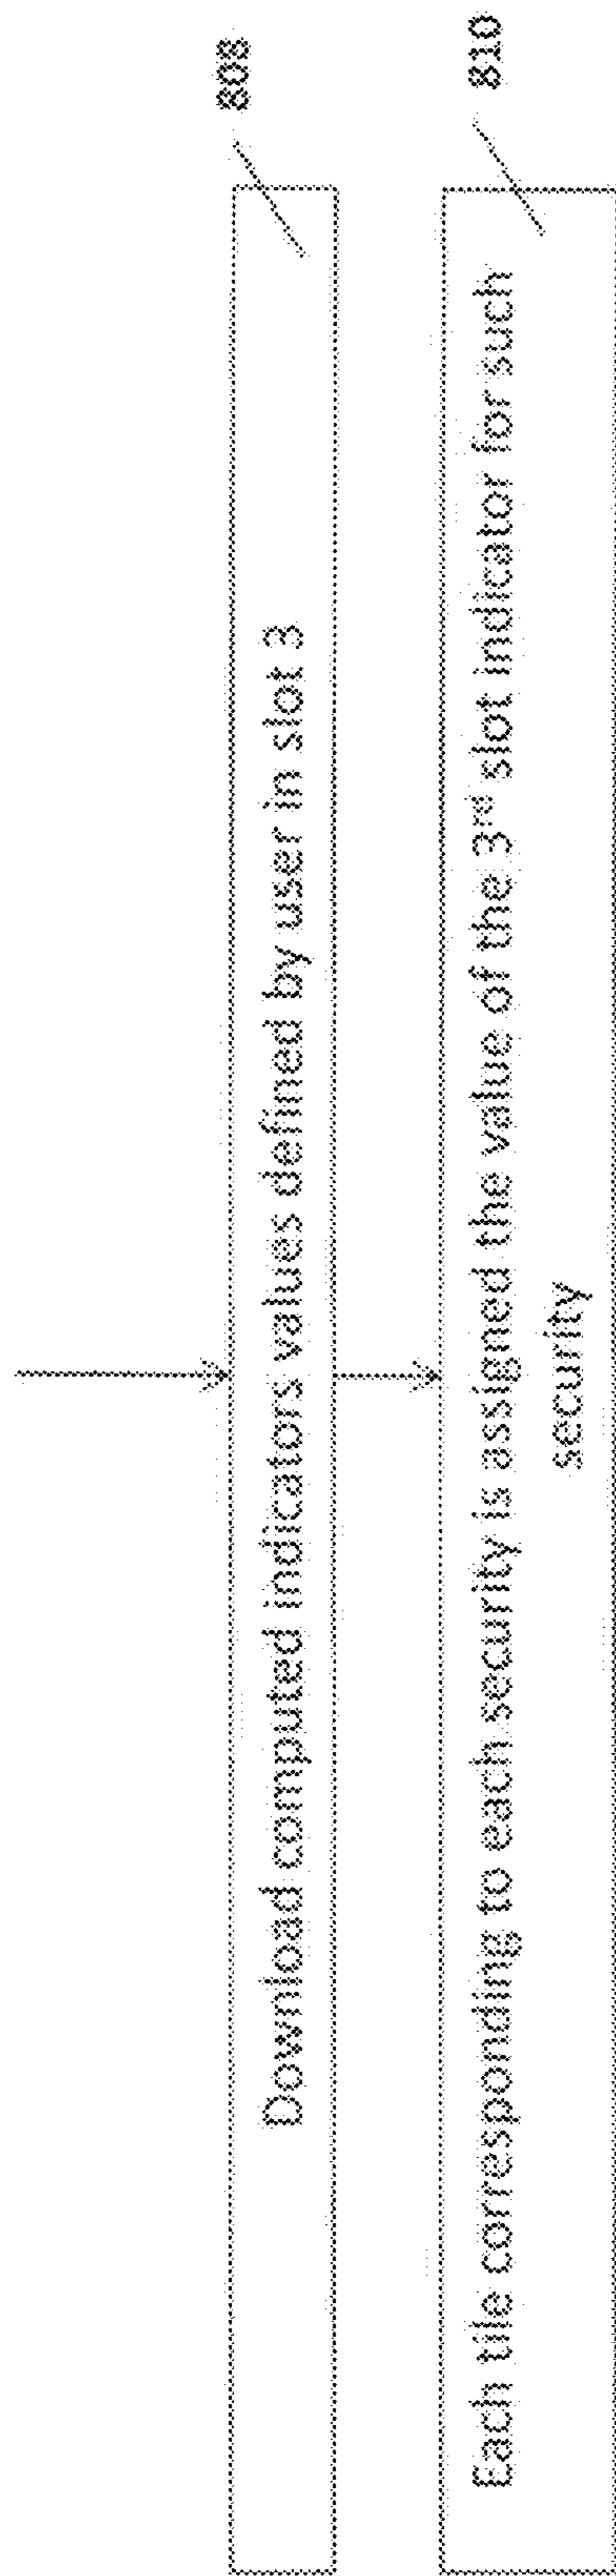 808
Download computed indicators values defined by user in slot 3
810
Each tile corresponding to each security is assigned the value of the 3rd slot indicator for such
security